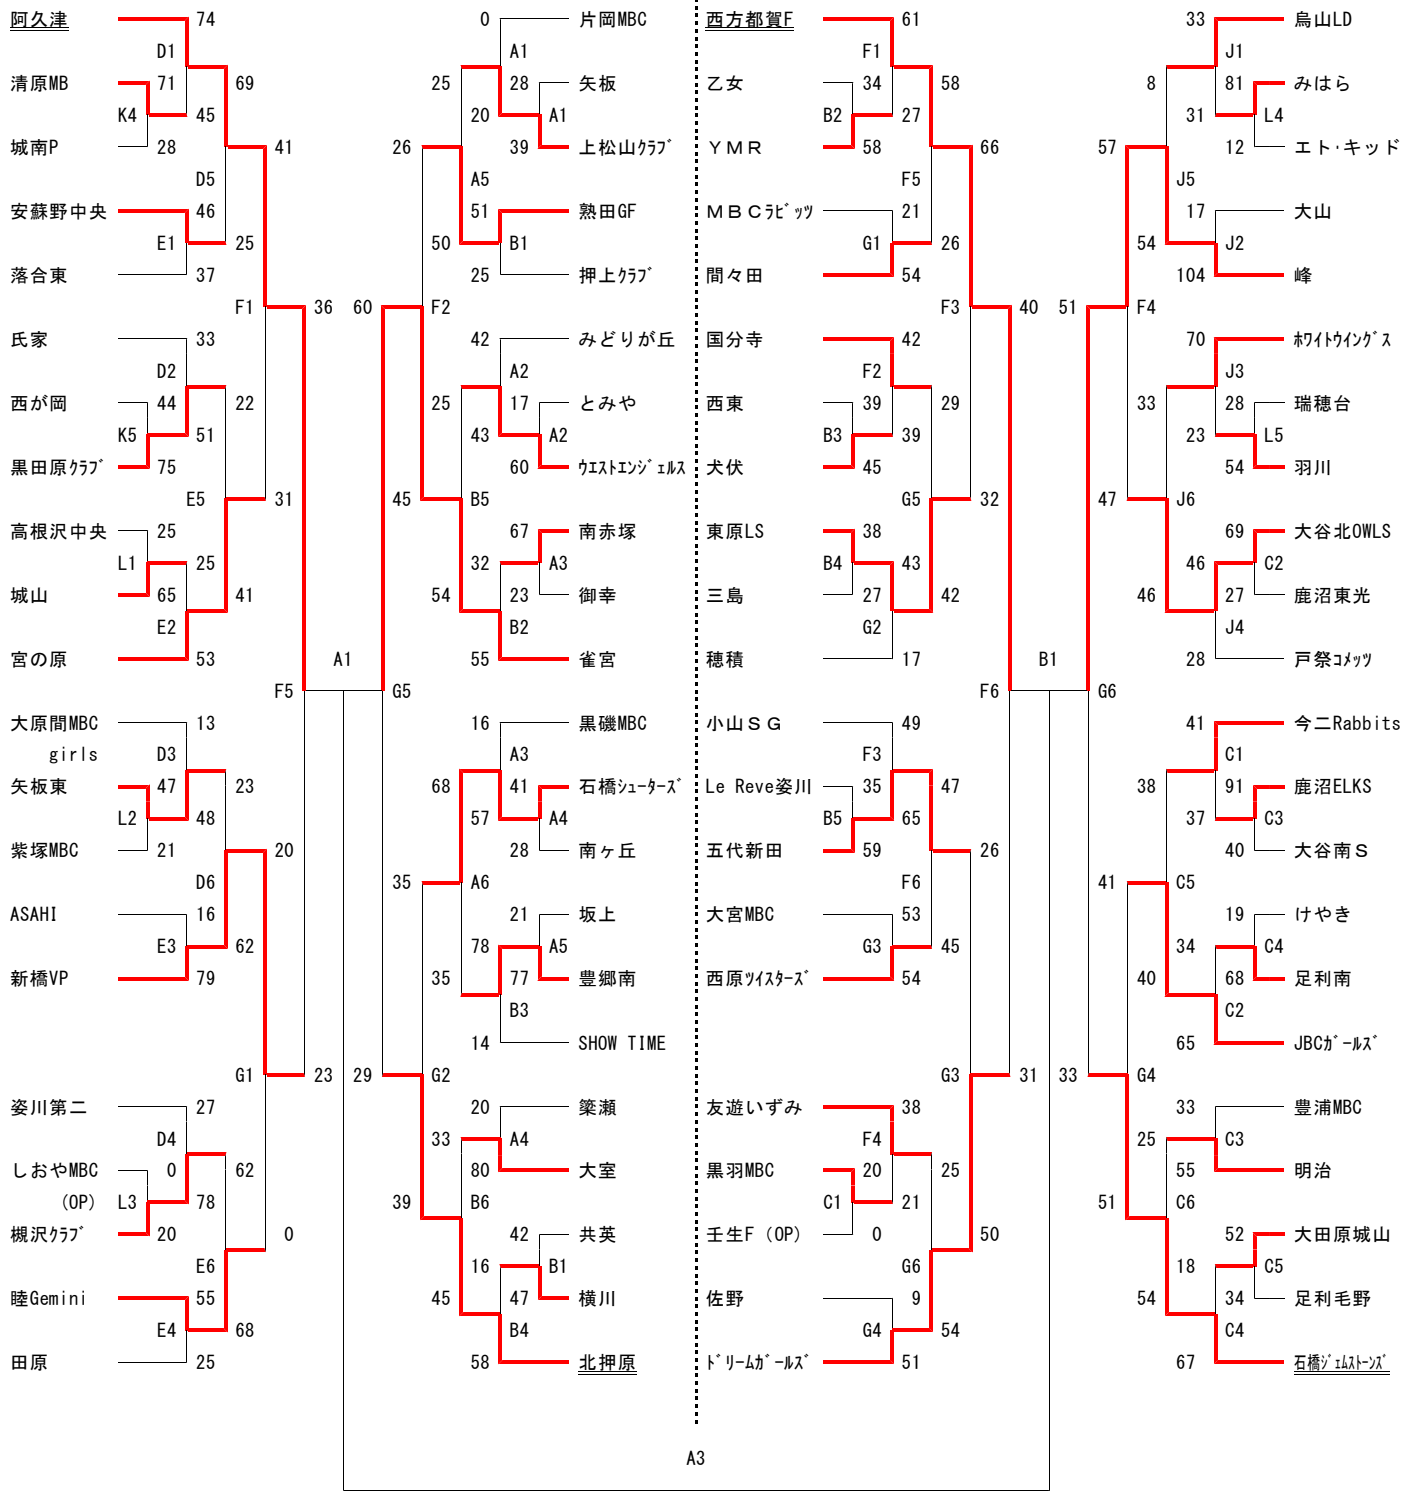 阿久津 74 0 片岡MBC 西方都賀F 61 33 烏山LD
D1 A1 F1 J1
清原MB 71 69 25 28 矢板 乙女 34 58 8 81 みはら
K4 45 20 A1 B2 27 31 L4
城南P 28 41 26 39 上松山ｸﾗﾌﾞ ＹＭＲ 58 66 57 12 エト・キッド
D5 A5 F5 J5
安蘇野中央 46 51 熟田GF ＭＢＣﾗﾋﾞｯﾂ 21 17 大山
E1 25 50 B1 G1 26 54 J2
落合東 37 25 押上ｸﾗﾌﾞ 間々田 54 104 峰
F1 36 60 F2 F3 40 51 F4
氏家 33 42 みどりが丘 国分寺 42 70 ﾎﾜｲﾄｳｲﾝｸﾞｽ
D2 A2 F2 J3
西が岡 44 22 25 17 とみや 西東 39 29 33 28 瑞穂台
K5 51 43 A2 B3 39 23 L5
黒田原ｸﾗﾌﾞ 75 60 ｳｴｽﾄｴﾝｼﾞｪﾙｽ 犬伏 45 54 羽川
E5 31 45 B5 G5 32 47 J6
高根沢中央 25 67 南赤塚 東原LS 38 69 大谷北OWLS
L1 25 32 A3 B4 43 46 C2
城山 65 41 54 23 御幸 三島 27 42 46 27 鹿沼東光
E2 B2 G2 J4
宮の原 53 A1 55 雀宮 穂積 17 B1 28 戸祭ｺﾒｯﾂ
F5 G5 F6 G6
大原間MBC 13 16 黒磯MBC 小山ＳＧ 49 41 今二Rabbits
girls D3 A3 F3 C1
矢板東 47 23 68 41 石橋ｼｭｰﾀｰｽﾞ Le Reve姿川 35 47 38 91 鹿沼ELKS
L2 48 57 A4 B5 65 37 C3
紫塚MBC 21 20 28 南ヶ丘 五代新田 59 26 40 大谷南Ｓ
D6 35 A6 F6 41 C5
ASAHI 16 21 坂上 大宮MBC 53 19 けやき
E3 62 78 A5 G3 45 34 C4
新橋VP 79 35 77 豊郷南 西原ﾂｲｽﾀｰｽﾞ 54 40 68 足利南
B3 C2
14 SHOW TIME 65 JBCｶﾞｰﾙｽﾞ
G1 23 29 G2 G3 31 33 G4
姿川第二 27 20 簗瀬 友遊いずみ 38 33 豊浦MBC
D4 33 A4 F4 25 C3
しおやMBC 0 62 80 大室 黒羽MBC 20 25 55 明治
(OP) L3 78 39 B6 C1 21 51 C6
槻沢ｸﾗﾌﾞ 20 0 42 共英 壬生F (OP) 0 50 52 大田原城山
E6 16 B1 G6 18 C5
睦Gemini 55 45 47 横川 佐野 9 54 34 足利毛野
E4 68 B4 G4 54 C4
田原 25 58 北押原 ﾄﾞﾘｰﾑｶﾞｰﾙｽﾞ 51 67 石橋ｼﾞｪﾑｽﾄｰﾝｽﾞ
A3